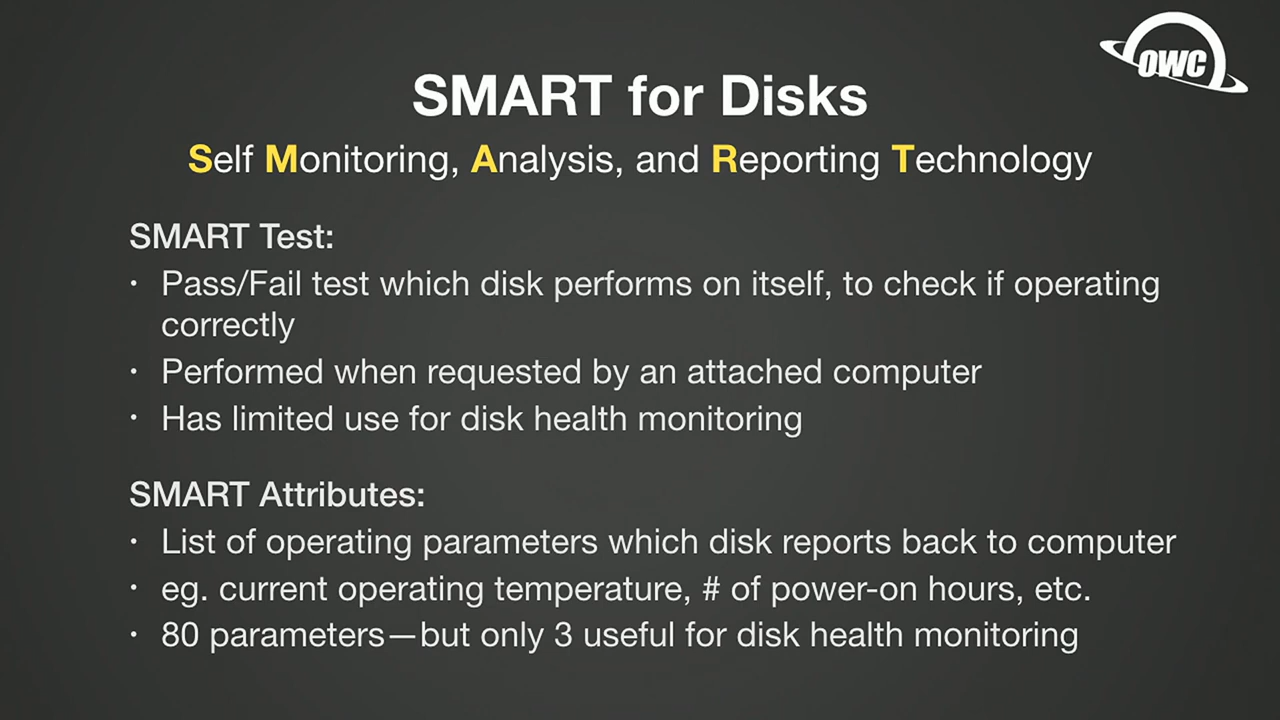 OWC
SMART for Disks
Self Monitoring, Analysis, and Reporting Technology
SMART Test:
· Pass/Fail test which disk performs on itself, to check if operating
correctly
· Performed when requested by an attached computer
· Has limited use for disk health monitoring
SMART Attributes:
· List of operating parameters which disk reports back to computer
· eg. current operating temperature, # of power-on hours, etc.
· 80 parameters—but only 3 useful for disk health monitoring